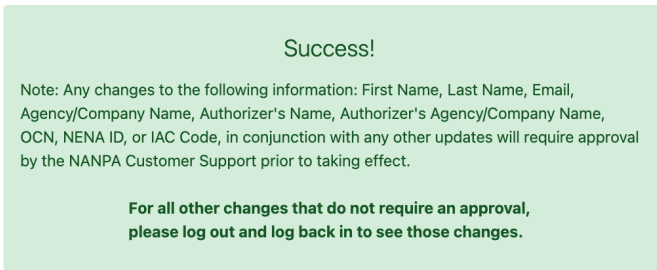 Success!
Note: Any changes to the following information: First Name, Last Name, Email,
Agency/Company Name, Authorizer's Name, Authorizer's Agency/Company Name,
OCN, NENA ID, or IAC Code, in conjunction with any other updates will require approval
by the NANPA Customer Support prior to taking effect.
For all other changes that do not require an approval,
please log out and log back in to see those changes.